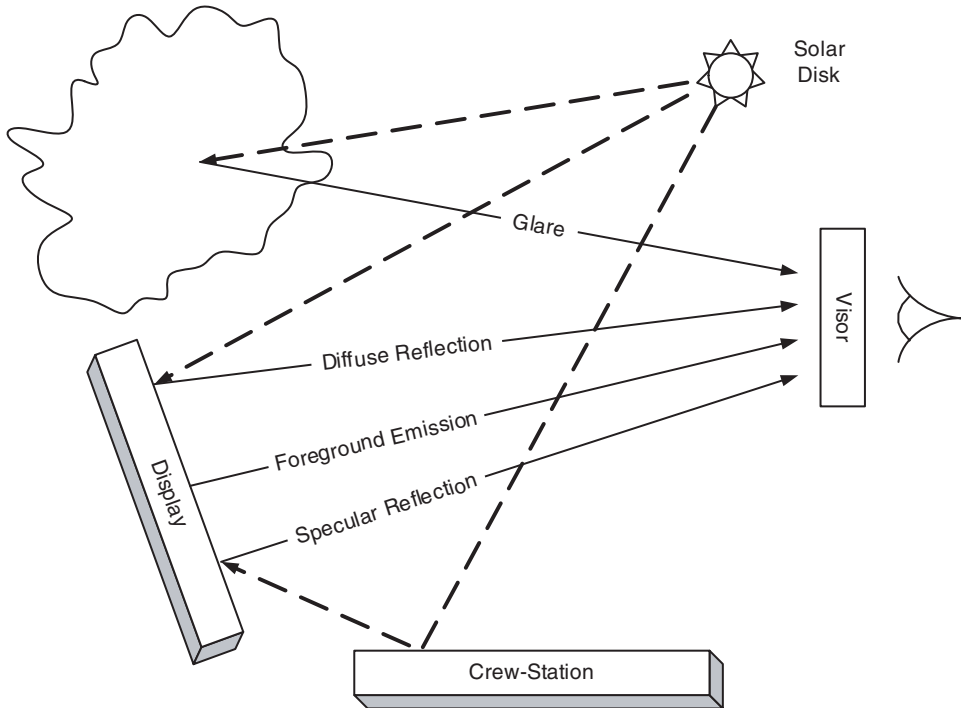 Solar
Disk
Glare
Visor
Diffuse Reflection
Foreground Emission
Display
Specular Reflection
Crew-Station